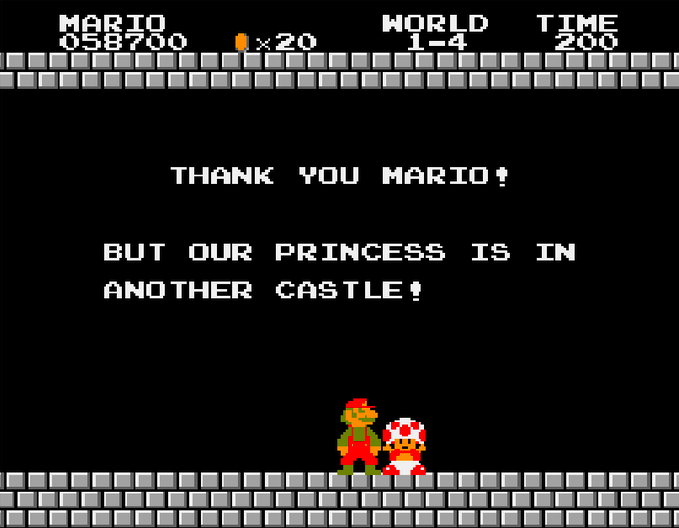 MARIO WORLD TIME
058700 ×20 1-4 200
THANK YOU MARIO!
BUT OUR PRINCESS IS IN
ANOTHER CASTLE!